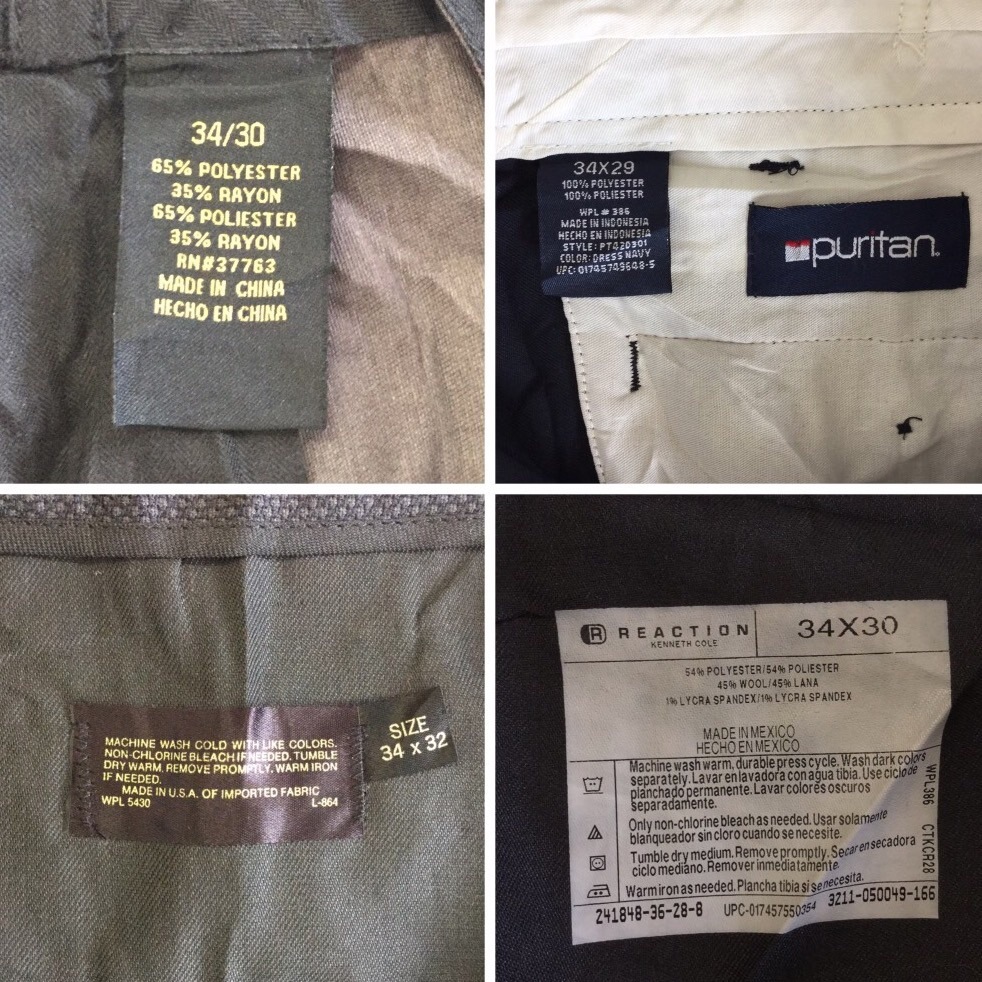 34/30
65% POLYESTER
35% RAYON
65% POLIESTER
35% RAYON
RN#37763
MADE IN CHINA
HECHO EN CHINA
34X29
100% POLYESTER
100% POLIESTER
WPL # 386
MADE IN INDONESIA
HECHO EN INDONESIA
STYLE: PT420301
COLOR: DRESS NAVY
UPC: 01745749648-5
puritan.
MACHINE WASH COLD WITH LIKE COLORS.
NON-CHLORINE BLEACH IF NEEDED. TUMBLE
DRY WARM. REMOVE PROMPTLY. WARM IRON
IF NEEDED.
MADE IN U.S.A. OF IMPORTED FABRIC
WPL 5430 L-864
SIZE
34 x 32
R REACTION
KENNETH COLE
34X30
54% POLYESTER/54% POLIESTER
45% WOOL/45% LANA
1% LYCRA SPANDEX/1% LYCRA SPANDEX
MADE IN MEXICO
HECHO EN MEXICO
Machine wash warm, durable press cycle. Wash dark colors
separately. Lavar en lavadora con agua tibia. Use ciclo de
planchado permanente. Lavar colores oscuros
separadamente.
Only non-chlorine bleach as needed. Usar solamente
blanqueador sin cloro cuando se necesite.
Tumble dry medium. Remove promptly. Secar en secadora
ciclo mediano. Remover inmediatamente.
Warm iron as needed. Plancha tibia si se necesita.
WPL386 CTKCR28
241848-36-28-8 UPC-017457550354 3211-050049-166